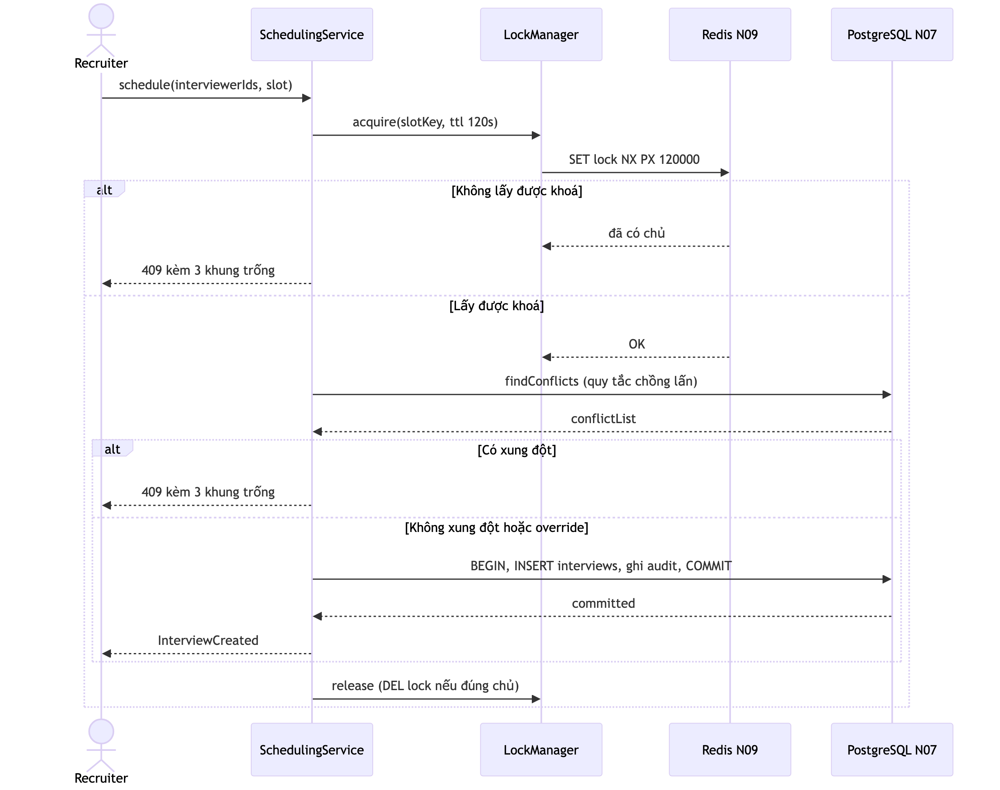 SchedulingService
LockManager
Redis N09
PostgreSQL N07
Recruiter
schedule(interviewerIds, slot)
acquire(slotKey, ttl 120s)
SET lock NX PX 120000
alt
[Không lấy được khoá]
đã có chủ
409 kèm 3 khung trống
[Lấy được khoá]
OK
findConflicts (quy tắc chồng lấn)
conflictList
alt
[Có xung đột]
409 kèm 3 khung trống
[Không xung đột hoặc override]
BEGIN, INSERT interviews, ghi audit, COMMIT
committed
InterviewCreated
release (DEL lock nếu đúng chủ)
SchedulingService
LockManager
Redis N09
PostgreSQL N07
Recruiter